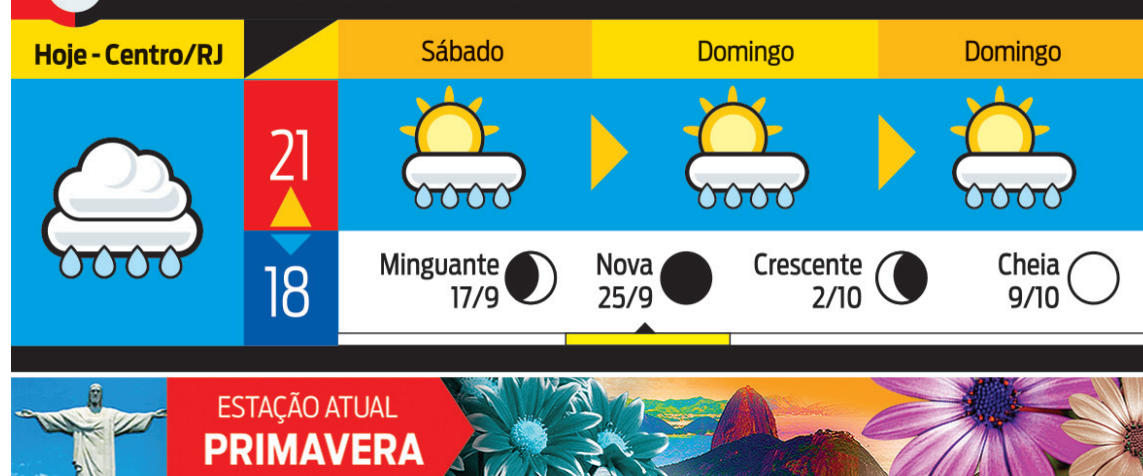 Hoje - Centro/RJ
Sábado
Domingo
Domingo
21
18
Minguante
17/9
Nova
25/9
Crescente
2/10
Cheia
9/10
ESTAÇÃO ATUAL
PRIMAVERA